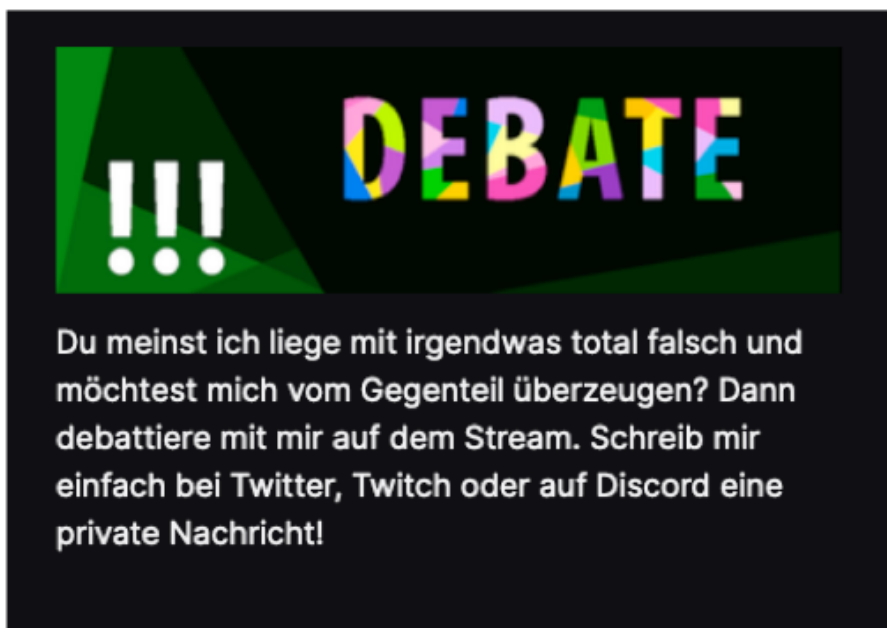 !!! DEBATE
Du meinst ich liege mit irgendwas total falsch und
möchtest mich vom Gegenteil überzeugen? Dann
debattiere mit mir auf dem Stream. Schreib mir
einfach bei Twitter, Twitch oder auf Discord eine
private Nachricht!